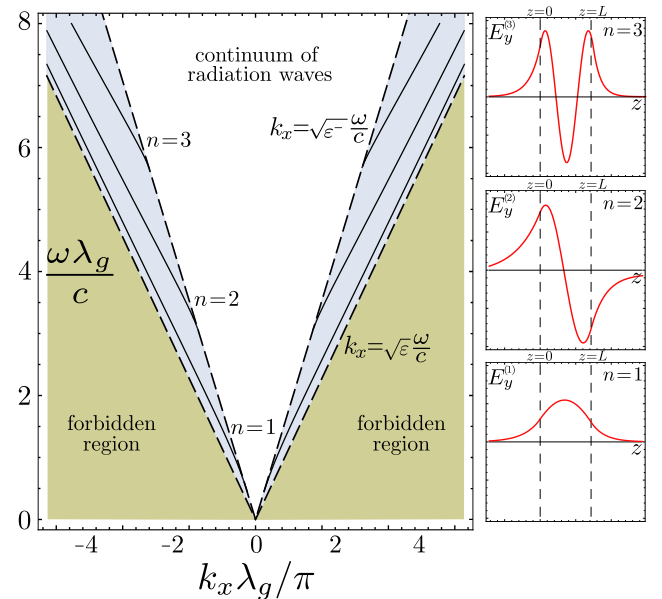 8
6
4
2
0
-4
-2
0
2
4
ωλ_g/c
k_xλ_g/π
continuum of
radiation waves
k_x=√ε⁻ ω/c
n=3
n=2
k_x=√ε ω/c
n=1
forbidden
region
forbidden
region
z=0
z=L
E_y^(3)
n=3
z
z=0
z=L
E_y^(2)
n=2
z
z=0
z=L
E_y^(1)
n=1
z